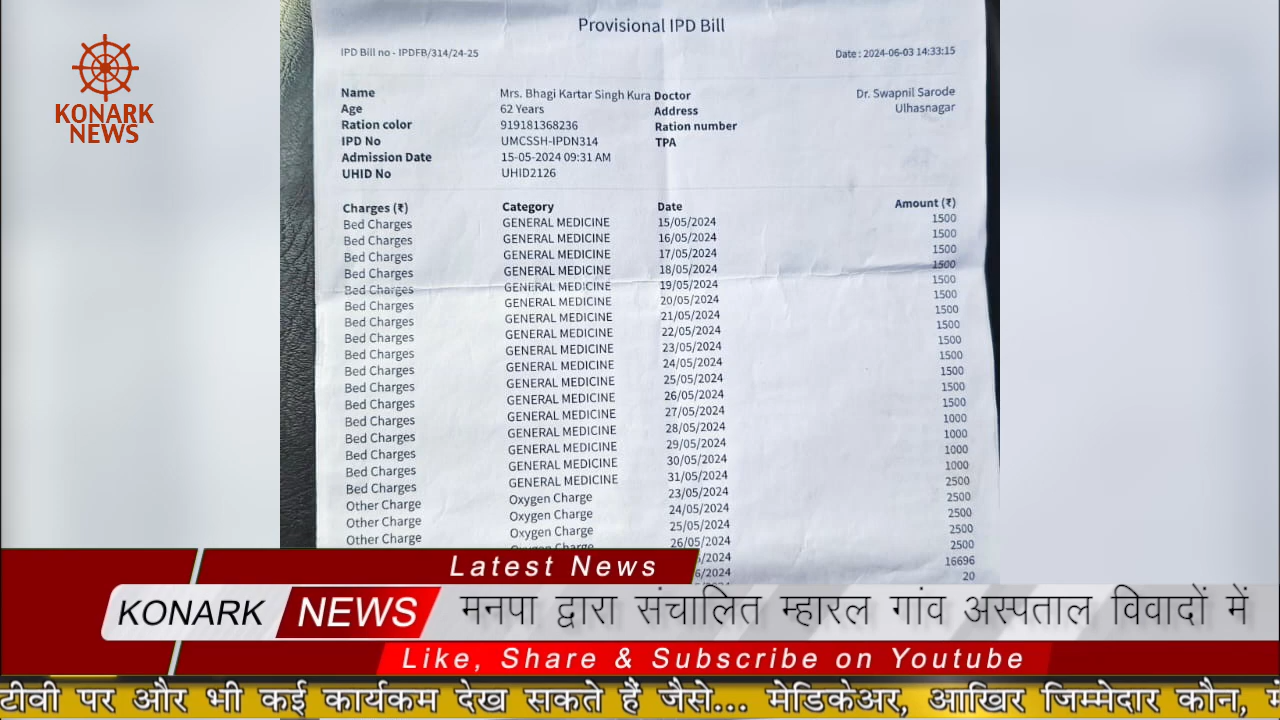 Provisional IPD Bill
IPD Bill no - IPDFB/314/24-25 Date : 2024-06-03 14:33:15
Name Mrs. Bhagi Kartar Singh Kura Doctor Dr. Swapnil Sarode
Age 62 Years Address Ulhasnagar
Ration color 919181368236 Ration number
IPD No UMCSSH-IPDN314 TPA
Admission Date 15-05-2024 09:31 AM
UHID No UHID2126
Charges (₹) Category Date Amount (₹)
Bed Charges GENERAL MEDICINE 15/05/2024 1500
Bed Charges GENERAL MEDICINE 16/05/2024 1500
Bed Charges GENERAL MEDICINE 17/05/2024 1500
Bed Charges GENERAL MEDICINE 18/05/2024 1500
Bed Charges GENERAL MEDICINE 19/05/2024 1500
Bed Charges GENERAL MEDICINE 20/05/2024 1500
Bed Charges GENERAL MEDICINE 21/05/2024 1500
Bed Charges GENERAL MEDICINE 22/05/2024 1500
Bed Charges GENERAL MEDICINE 23/05/2024 1500
Bed Charges GENERAL MEDICINE 24/05/2024 1500
Bed Charges GENERAL MEDICINE 25/05/2024 1500
Bed Charges GENERAL MEDICINE 26/05/2024 1500
Bed Charges GENERAL MEDICINE 27/05/2024 1500
Bed Charges GENERAL MEDICINE 28/05/2024 1000
Bed Charges GENERAL MEDICINE 29/05/2024 1000
Bed Charges GENERAL MEDICINE 30/05/2024 1000
Bed Charges GENERAL MEDICINE 31/05/2024 1000
Other Charge Oxygen Charge 23/05/2024 2500
Other Charge Oxygen Charge 24/05/2024 2500
Other Charge Oxygen Charge 25/05/2024 2500
Oxygen Charge 26/05/2024 2500
/2024 2500
/2024 16696
20
KONARK
NEWS
Latest News
KONARK NEWS मनपा द्वारा संचालित म्हारल गांव अस्पताल विवादों में
Like, Share & Subscribe on Youtube
टीवी पर और भी कई कार्यकम देख सकते हैं जैसे... मेडिकेअर, आखिर जिम्मेदार कौन,